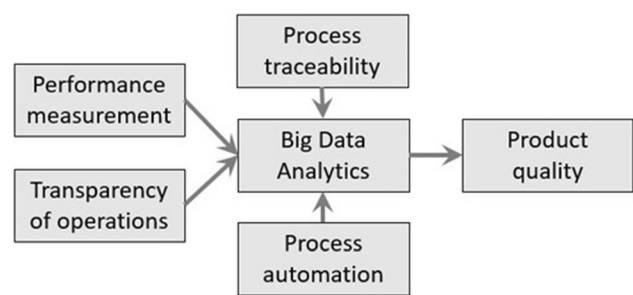 Process
traceability
Performance
measurement
Big Data
Analytics
Product
quality
Transparency
of operations
Process
automation